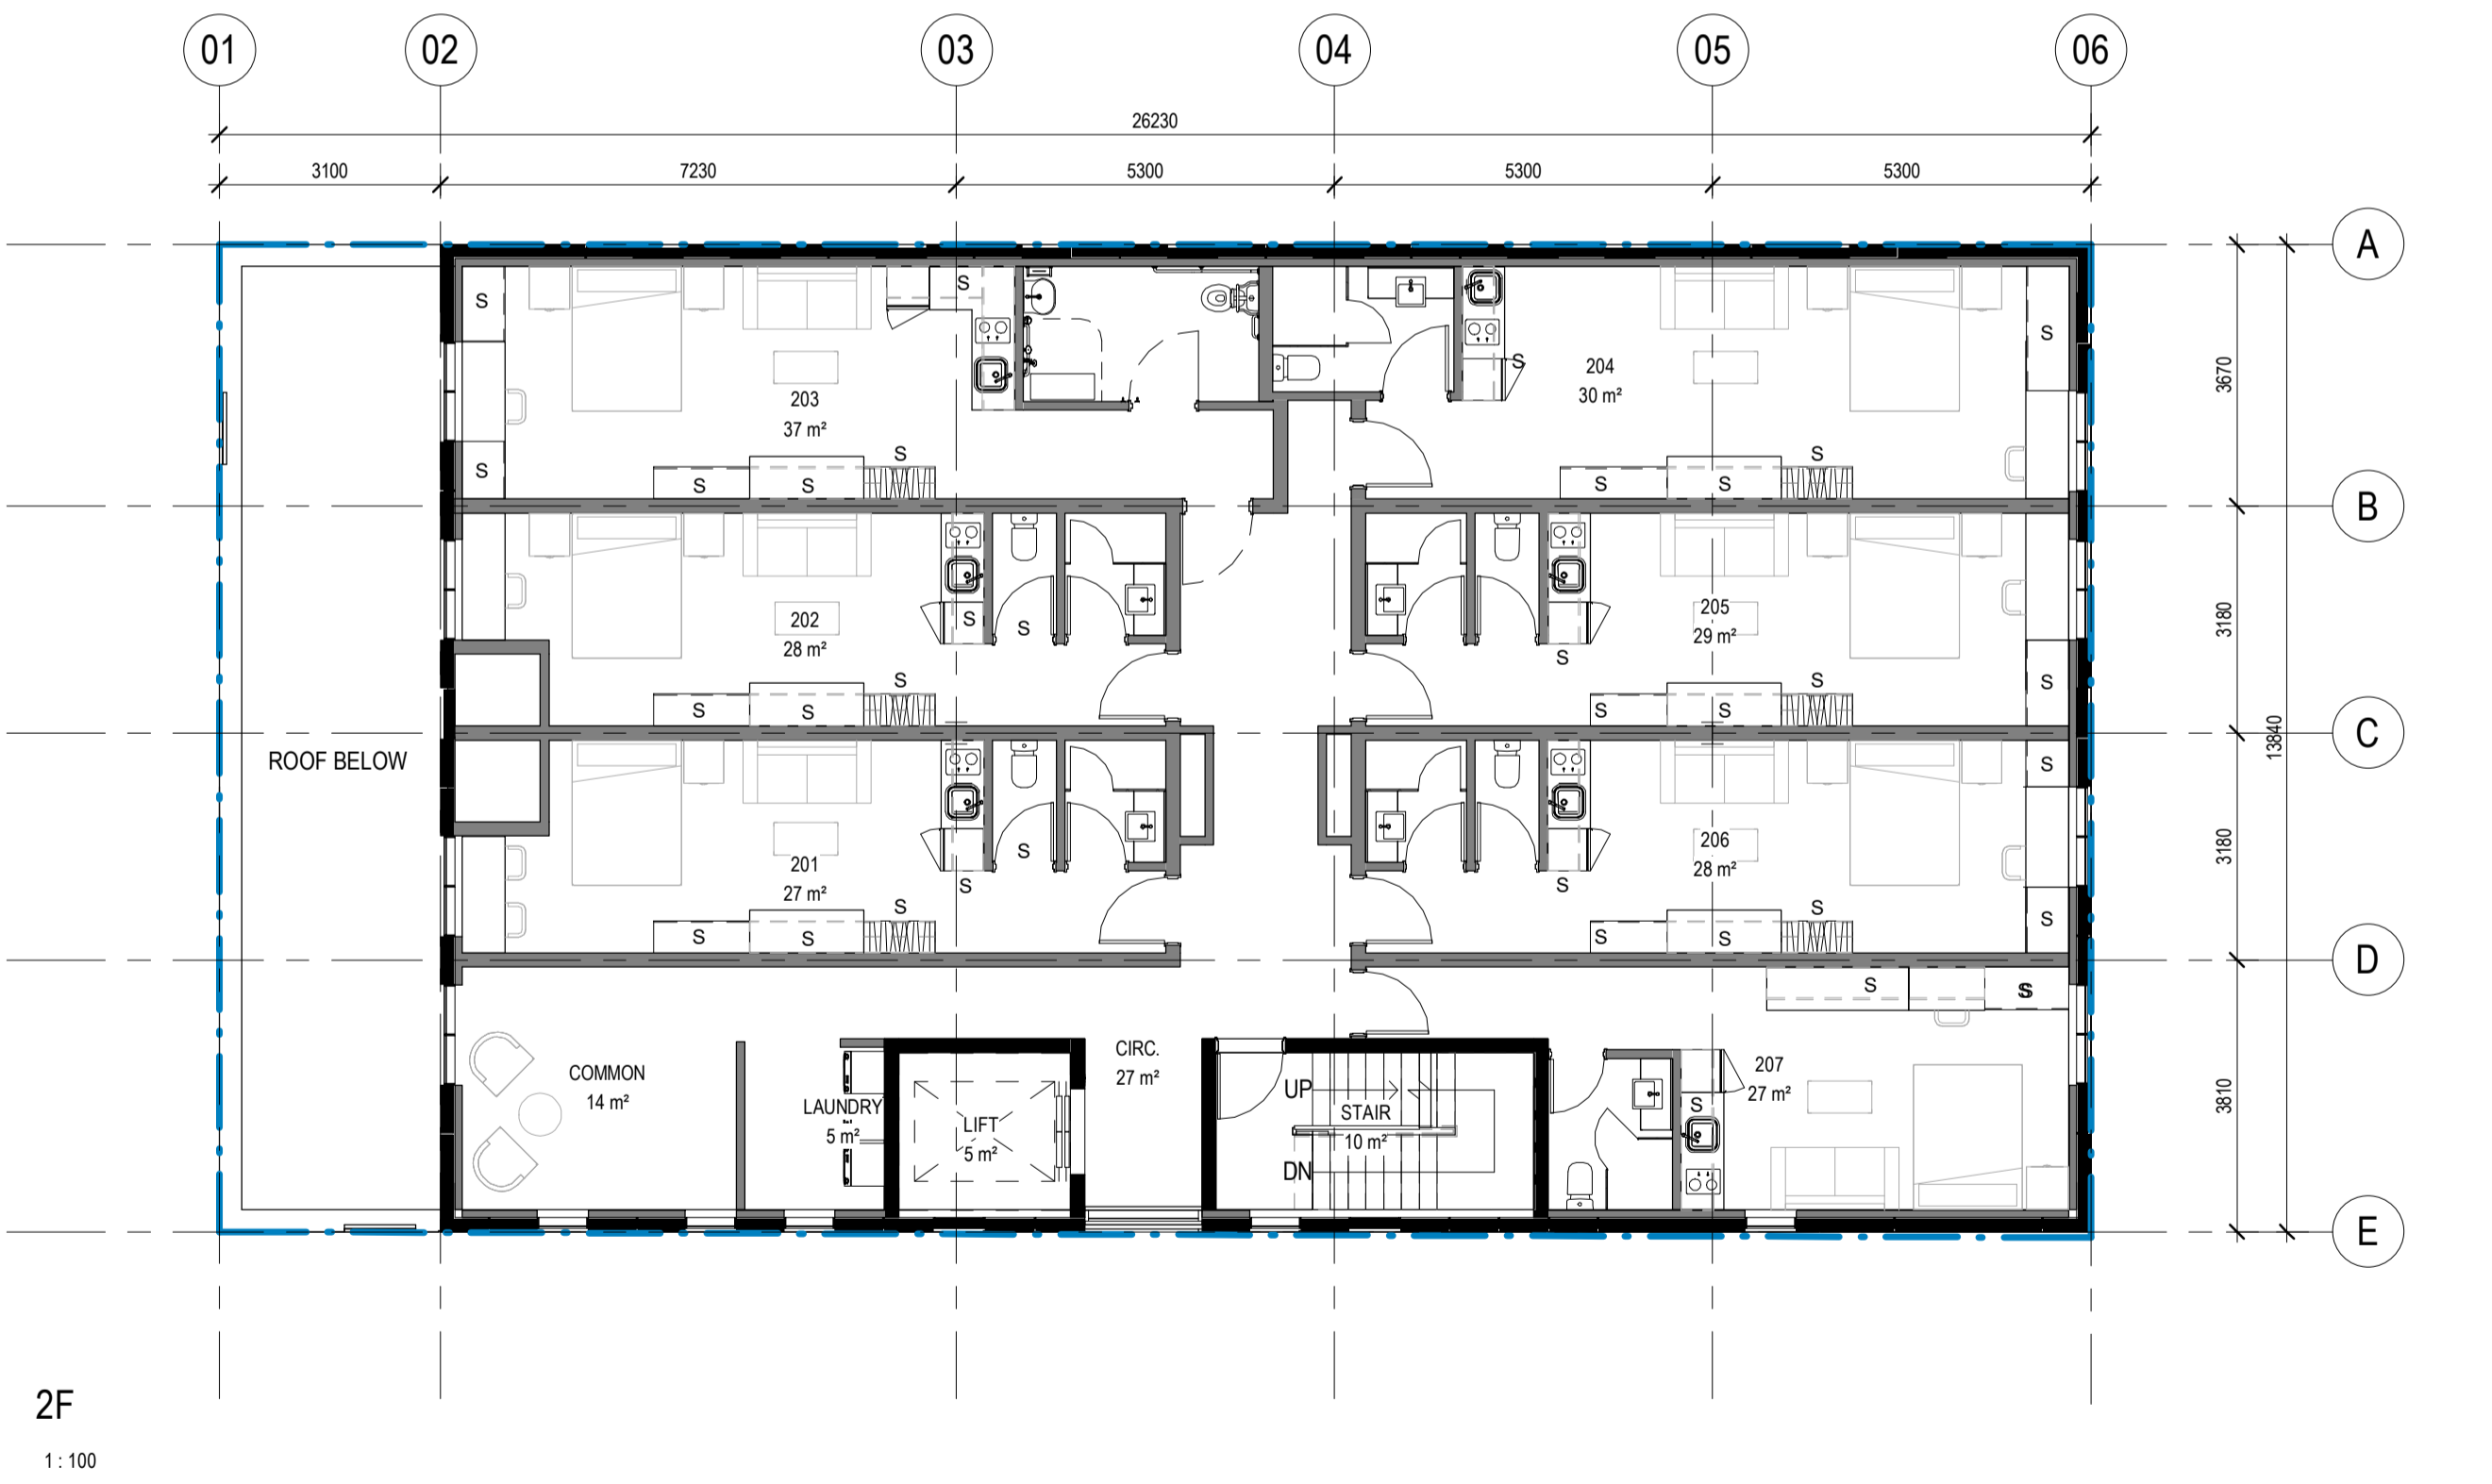 01 02 03 04 05 06
26230
3100 7230 5300 5300 5300
A
B
C
D
E
3670
3180
3180
3810
13840
S
S
S
203
37 m²
S
S
S
S
204
30 m²
S
S
S
S
202
28 m²
S
S
S
S
S
205
29 m²
S
S
S
S
S
201
27 m²
S
S
S
S
S
206
28 m²
S
S
S
S
S
S
ROOF BELOW
COMMON
14 m²
LAUNDRY
5 m²
LIFT
5 m²
CIRC.
27 m²
UP
STAIR
10 m²
DN
207
27 m²
S
S
S
2F
1 : 100